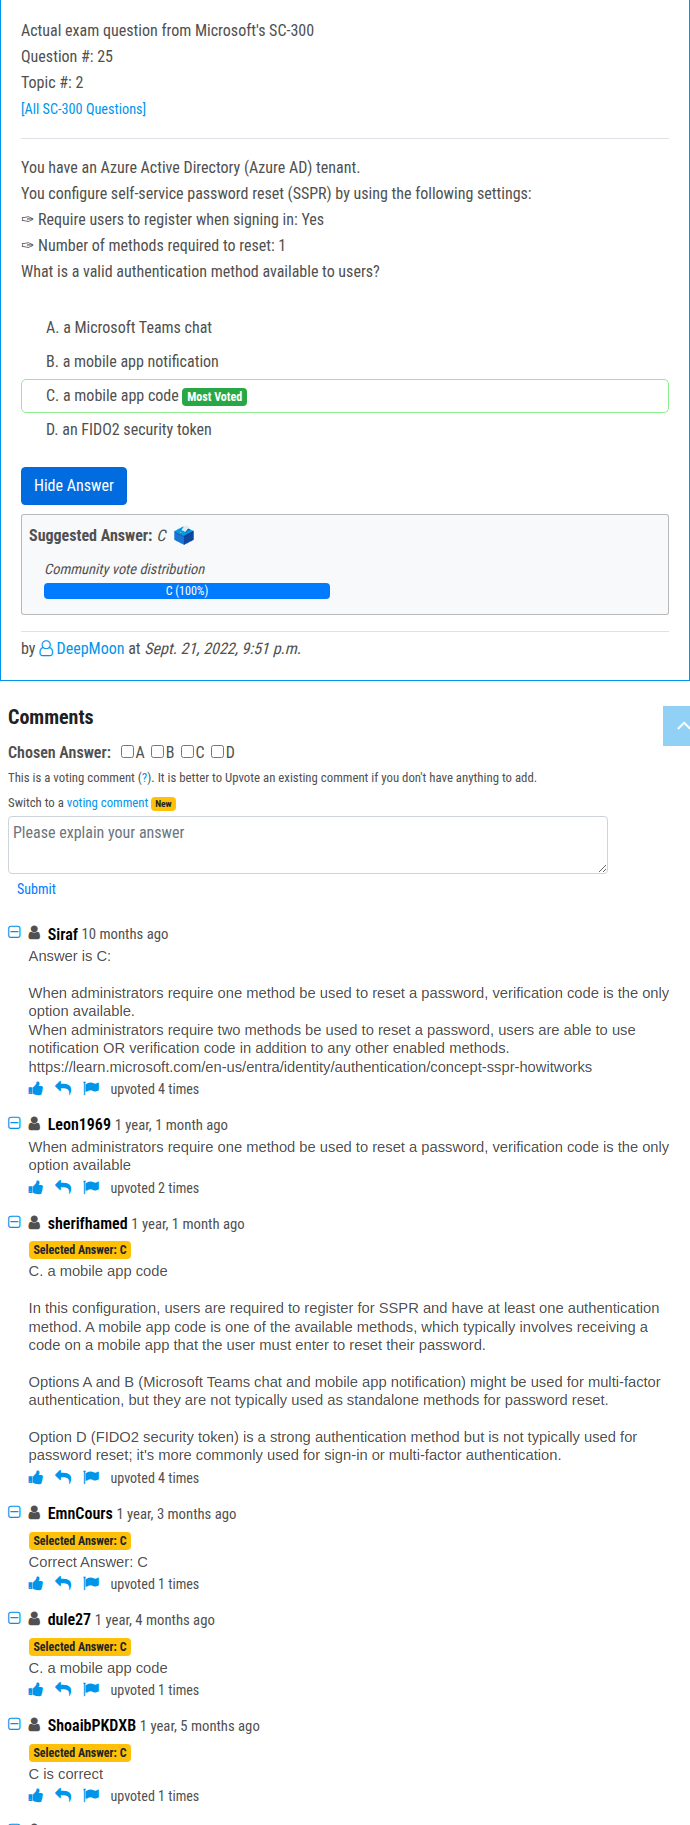 Actual exam question from Microsoft's SC-300
Question #: 25
Topic #: 2
[All SC-300 Questions]
You have an Azure Active Directory (Azure AD) tenant.
You configure self-service password reset (SSPR) by using the following settings:
✑ Require users to register when signing in: Yes
✑ Number of methods required to reset: 1
What is a valid authentication method available to users?
A. a Microsoft Teams chat
B. a mobile app notification
C. a mobile app code Most Voted
D. an FIDO2 security token
Hide Answer
Suggested Answer: C
Community vote distribution
C (100%)
by DeepMoon at Sept. 21, 2022, 9:51 p.m.
Comments
Chosen Answer: A B C D
This is a voting comment (?). It is better to Upvote an existing comment if you don't have anything to add.
Switch to a voting comment New
Please explain your answer
Submit
Siraf 10 months ago
Answer is C:
When administrators require one method be used to reset a password, verification code is the only
option available.
When administrators require two methods be used to reset a password, users are able to use
notification OR verification code in addition to any other enabled methods.
https://learn.microsoft.com/en-us/entra/identity/authentication/concept-sspr-howitworks
upvoted 4 times
Leon1969 1 year, 1 month ago
When administrators require one method be used to reset a password, verification code is the only
option available
upvoted 2 times
sherifhamed 1 year, 1 month ago
Selected Answer: C
C. a mobile app code
In this configuration, users are required to register for SSPR and have at least one authentication
method. A mobile app code is one of the available methods, which typically involves receiving a
code on a mobile app that the user must enter to reset their password.
Options A and B (Microsoft Teams chat and mobile app notification) might be used for multi-factor
authentication, but they are not typically used as standalone methods for password reset.
Option D (FIDO2 security token) is a strong authentication method but is not typically used for
password reset; it's more commonly used for sign-in or multi-factor authentication.
upvoted 4 times
EmnCours 1 year, 3 months ago
Selected Answer: C
Correct Answer: C
upvoted 1 times
dule27 1 year, 4 months ago
Selected Answer: C
C. a mobile app code
upvoted 1 times
ShoaibPKDXB 1 year, 5 months ago
Selected Answer: C
C is correct
upvoted 1 times